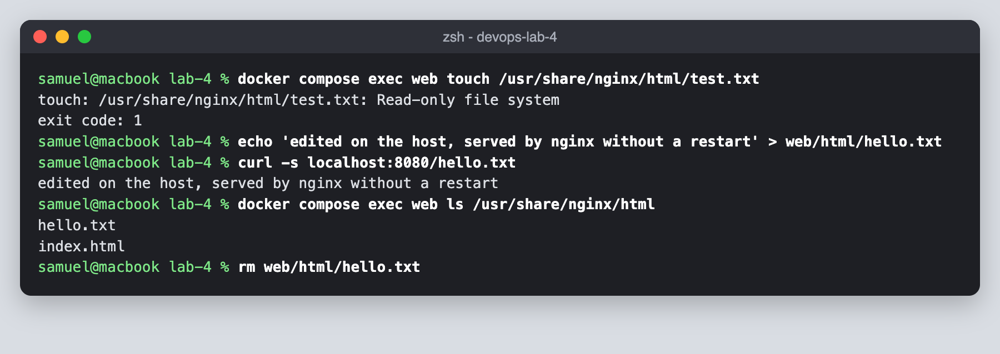 zsh - devops-lab-4
samuel@macbook lab-4 % docker compose exec web touch /usr/share/nginx/html/test.txt
touch: /usr/share/nginx/html/test.txt: Read-only file system
exit code: 1
samuel@macbook lab-4 % echo 'edited on the host, served by nginx without a restart' > web/html/hello.txt
samuel@macbook lab-4 % curl -s localhost:8080/hello.txt
edited on the host, served by nginx without a restart
samuel@macbook lab-4 % docker compose exec web ls /usr/share/nginx/html
hello.txt
index.html
samuel@macbook lab-4 % rm web/html/hello.txt